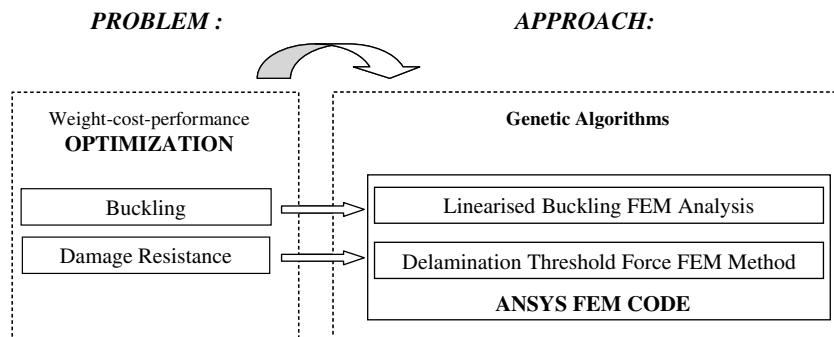 PROBLEM :
APPROACH:
Weight-cost-performance
OPTIMIZATION
Genetic Algorithms
Buckling
Linearised Buckling FEM Analysis
Damage Resistance
Delamination Threshold Force FEM Method
ANSYS FEM CODE